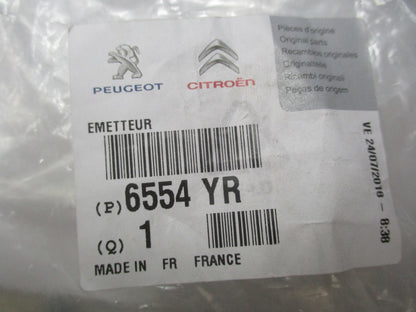 PEUGEOT
CITROËN
Pièces d'origine
Original parts
Recambios originales
Originalteile
Ricambi originali
Peças de origem
EMETTEUR
(P) 6554 YR
(Q) 1
MADE IN FR FRANCE
VE 24/07/2016 - 8:38